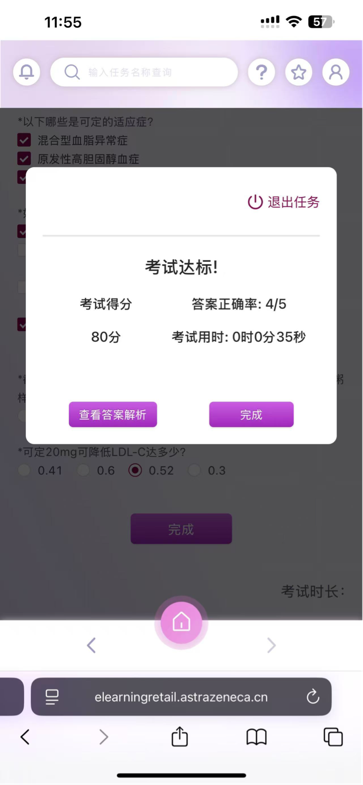 11:55
57
输入任务名称查询
*以下哪些是可定的适应症?
混合型血脂异常症
原发性高胆固醇血症
退出任务
考试达标!
考试得分
答案正确率: 4/5
80分
考试用时: 0时0分35秒
查看答案解析
完成
*可定20mg可降低LDL-C达多少?
0.41
0.6
0.52
0.3
完成
考试时长:
elearningretail.astrazeneca.cn